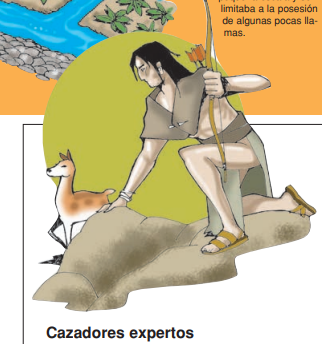 limitaba a la posesión
de algunas pocas lla-
mas.
Cazadores expertos